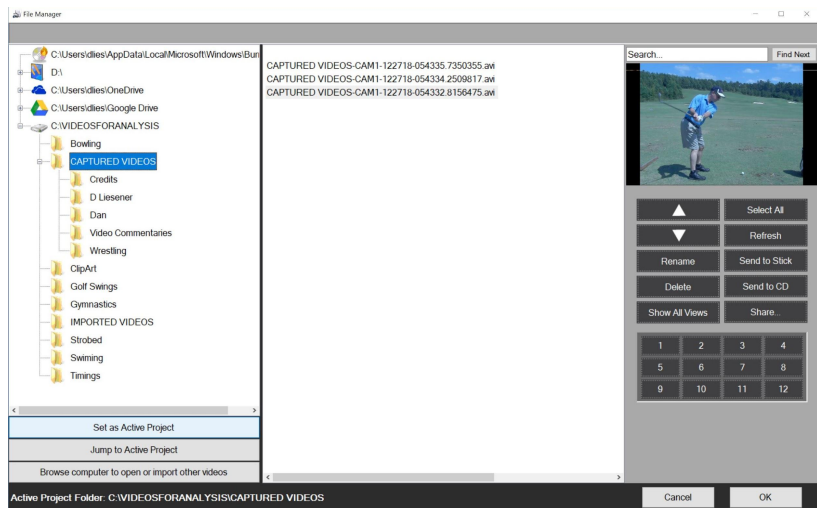 File Manager
C:\Users\dlies\AppData\Local\Microsoft\Windows\Burn
D:\
C:\Users\dlies\OneDrive
C:\Users\dlies\Google Drive
C:\VIDEOSFORANALYSIS
Bowling
CAPTURED VIDEOS
Credits
D Liesener
Dan
Video Commentaries
Wrestling
ClipArt
Golf Swings
Gymnastics
IMPORTED VIDEOS
Strobed
Swiming
Timings
Set as Active Project
Jump to Active Project
Browse computer to open or import other videos
CAPTURED VIDEOS-CAM1-122718-054335.7350355.avi
CAPTURED VIDEOS-CAM1-122718-054334.2509817.avi
CAPTURED VIDEOS-CAM1-122718-054332.8156475.avi
Search...
Find Next
Select All
Refresh
Rename
Send to Stick
Delete
Send to CD
Show All Views
Share...
1 2 3 4
5 6 7 8
9 10 11 12
Active Project Folder: C:\VIDEOSFORANALYSIS\CAPTURED VIDEOS
Cancel
OK